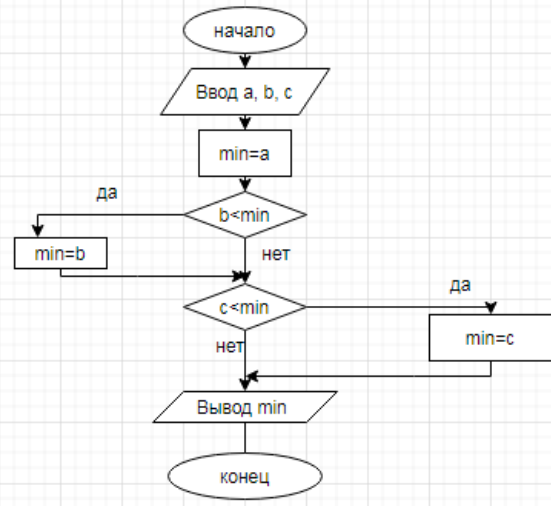 начало
Ввод a, b, c
min=a
да
b<min
min=b
нет
да
c<min
min=c
нет
Вывод min
конец